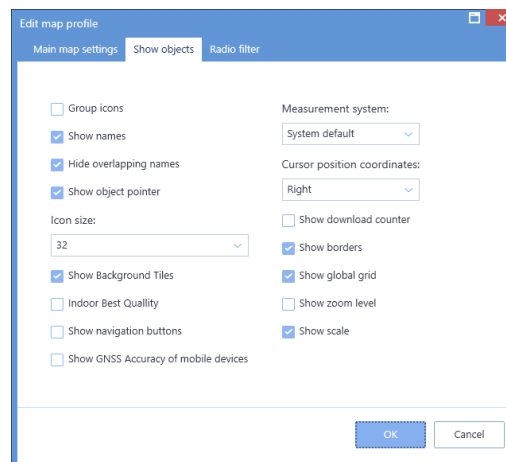 Edit map profile
Main map settings Show objects Radio filter
Group icons
Show names
Hide overlapping names
Show object pointer
Icon size:
32
Show Background Tiles
Indoor Best Quallity
Show navigation buttons
Show GNSS Accuracy of mobile devices
Measurement system:
System default
Cursor position coordinates:
Right
Show download counter
Show borders
Show global grid
Show zoom level
Show scale
OK Cancel